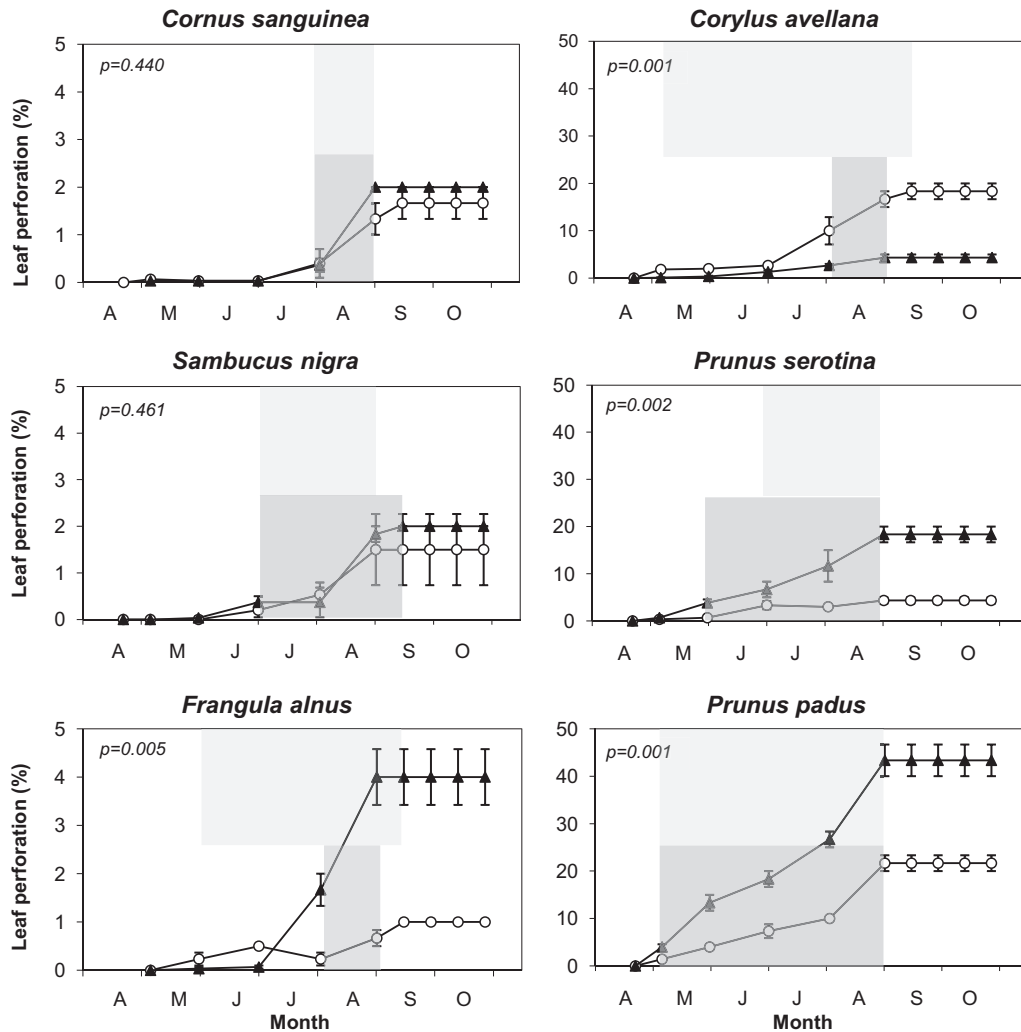 Cornus sanguinea
p=0.440
Leaf perforation (%)
5
4
3
2
1
0
A M J J A S O
Corylus avellana
p=0.001
50
40
30
20
10
0
A M J J A S O
Sambucus nigra
p=0.461
Leaf perforation (%)
5
4
3
2
1
0
A M J J A S O
Prunus serotina
p=0.002
50
40
30
20
10
0
A M J J A S O
Frangula alnus
p=0.005
Leaf perforation (%)
5
4
3
2
1
0
A M J J A S O
Month
Prunus padus
p=0.001
50
40
30
20
10
0
A M J J A S O
Month